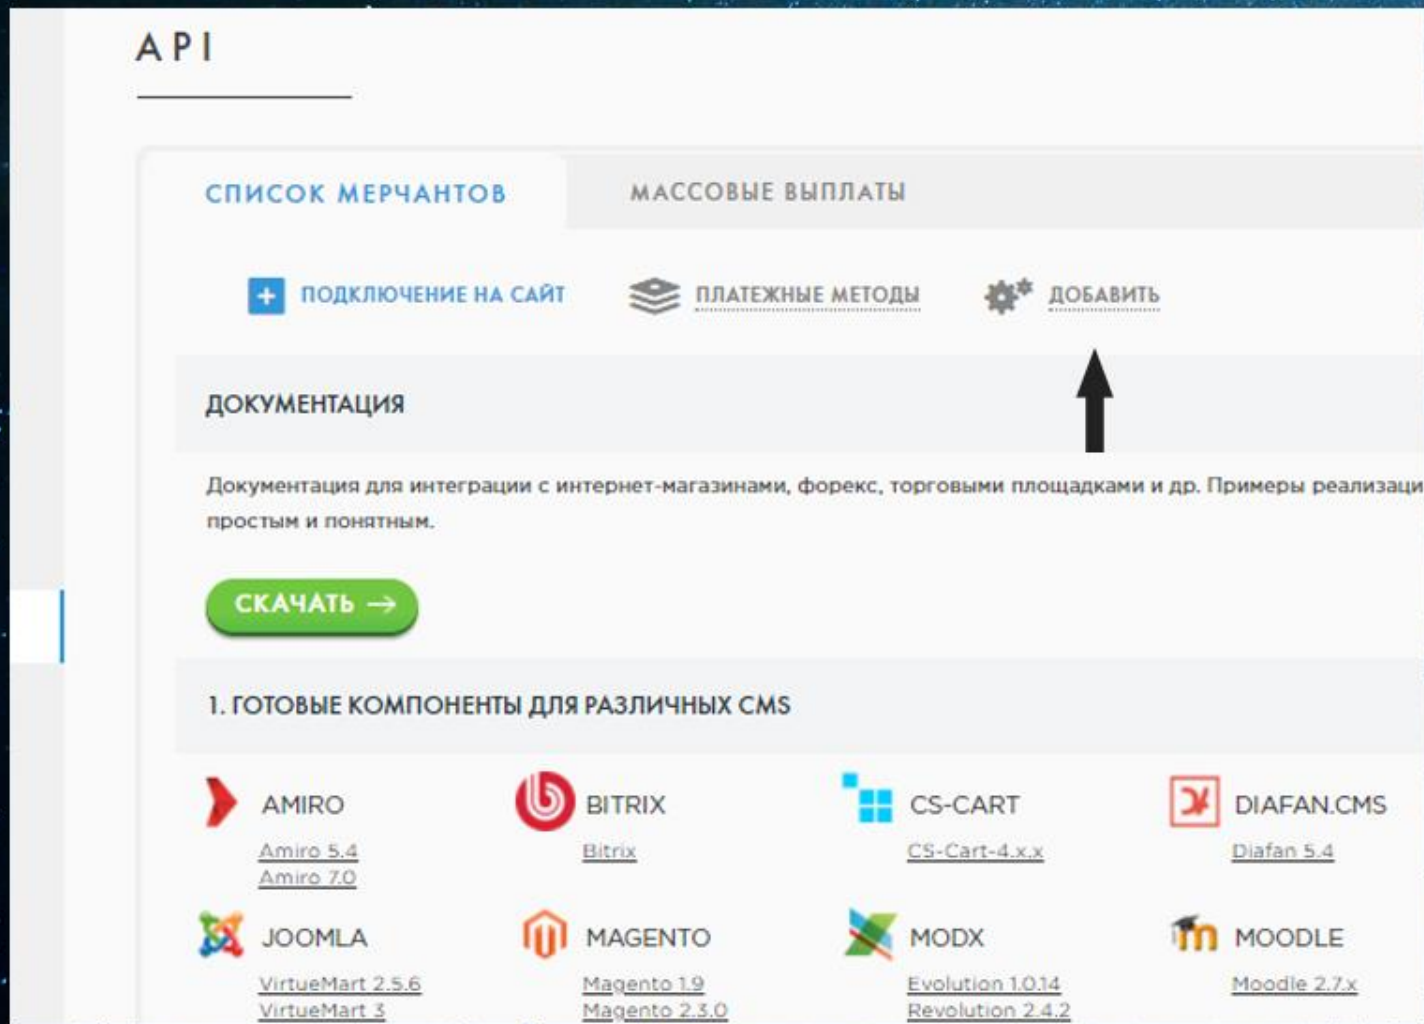 API
СПИСОК МЕРЧАНТОВ МАССОВЫЕ ВЫПЛАТЫ
ПОДКЛЮЧЕНИЕ НА САЙТ ПЛАТЕЖНЫЕ МЕТОДЫ ДОБАВИТЬ
ДОКУМЕНТАЦИЯ
Документация для интеграции с интернет-магазинами, форекс, торговыми площадками и др. Примеры реализаци
простым и понятным.
СКАЧАТЬ →
1. ГОТОВЫЕ КОМПОНЕНТЫ ДЛЯ РАЗЛИЧНЫХ CMS
AMIRO BITRIX CS-CART DIAFAN.CMS
Amiro 5.4 Bitrix CS-Cart-4.x.x Diafan 5.4
Amiro 7.0
JOOMLA MAGENTO MODX MOODLE
VirtueMart 2.5.6 Magento 1.9 Evolution 1.0.14 Moodle 2.7.x
VirtueMart 3 Magento 2.3.0 Revolution 2.4.2